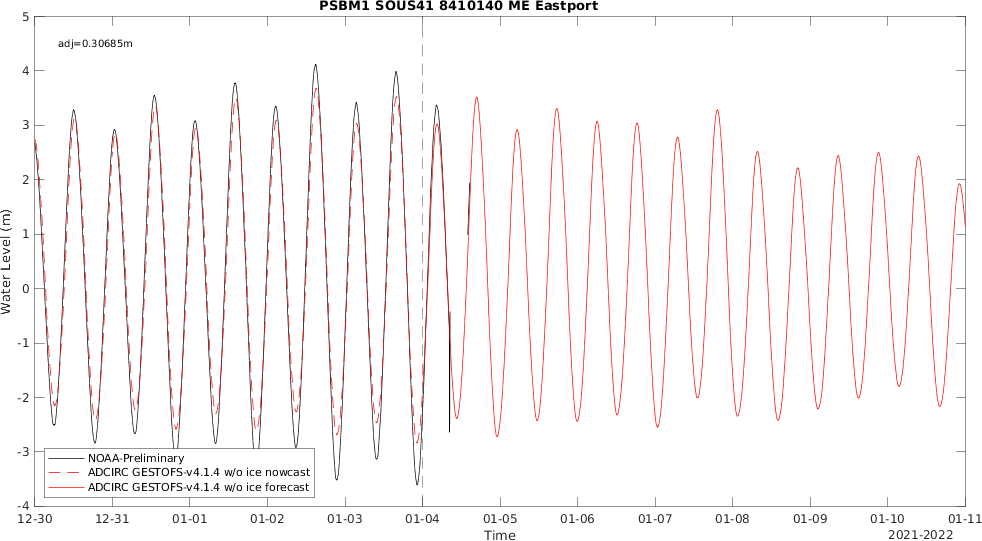 PSBM1 SOUS41 8410140 ME Eastport
5
adj=0.30685m
4
3
2
1
0
-1
-2
-3
-4
Water Level (m)
NOAA-Preliminary
ADCIRC GESTOFS-v4.1.4 w/o ice nowcast
ADCIRC GESTOFS-v4.1.4 w/o ice forecast
12-30 12-31 01-01 01-02 01-03 01-04 01-05 01-06 01-07 01-08 01-09 01-10 01-11
Time
2021-2022